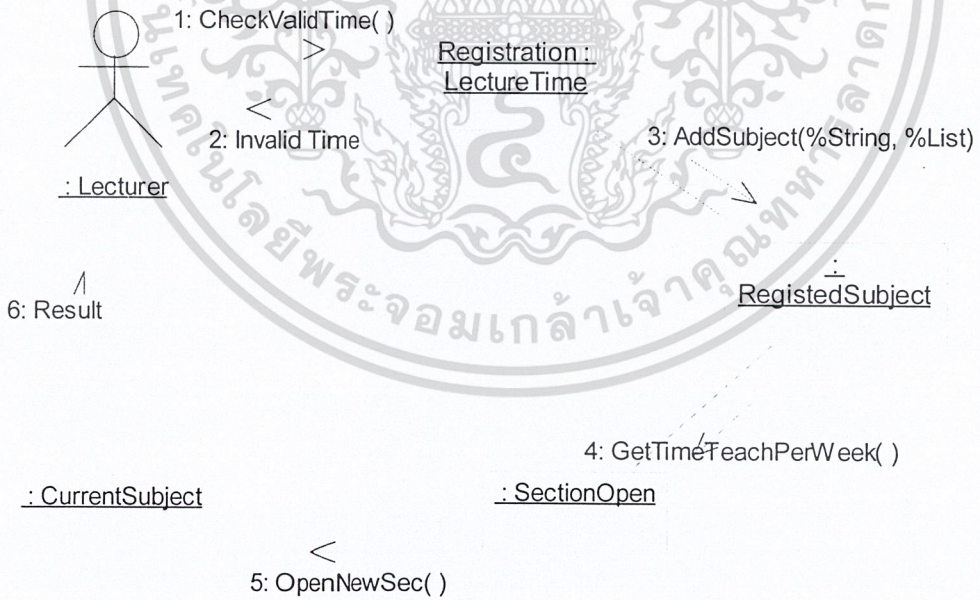 1: CheckValidTime( )
Registration :
LectureTime
2: Invalid Time
3: AddSubject(%String, %List)
: Lecturer
:
RegistedSubject
6: Result
4: GetTimeTeachPerWeek( )
: CurrentSubject
: SectionOpen
5: OpenNewSec( )